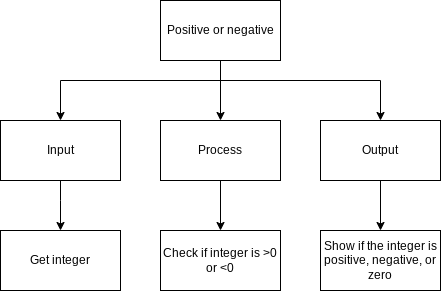 Positive or negative
Input
Process
Output
Get integer
Check if integer is >0
or <0
Show if the integer is
positive, negative, or
zero